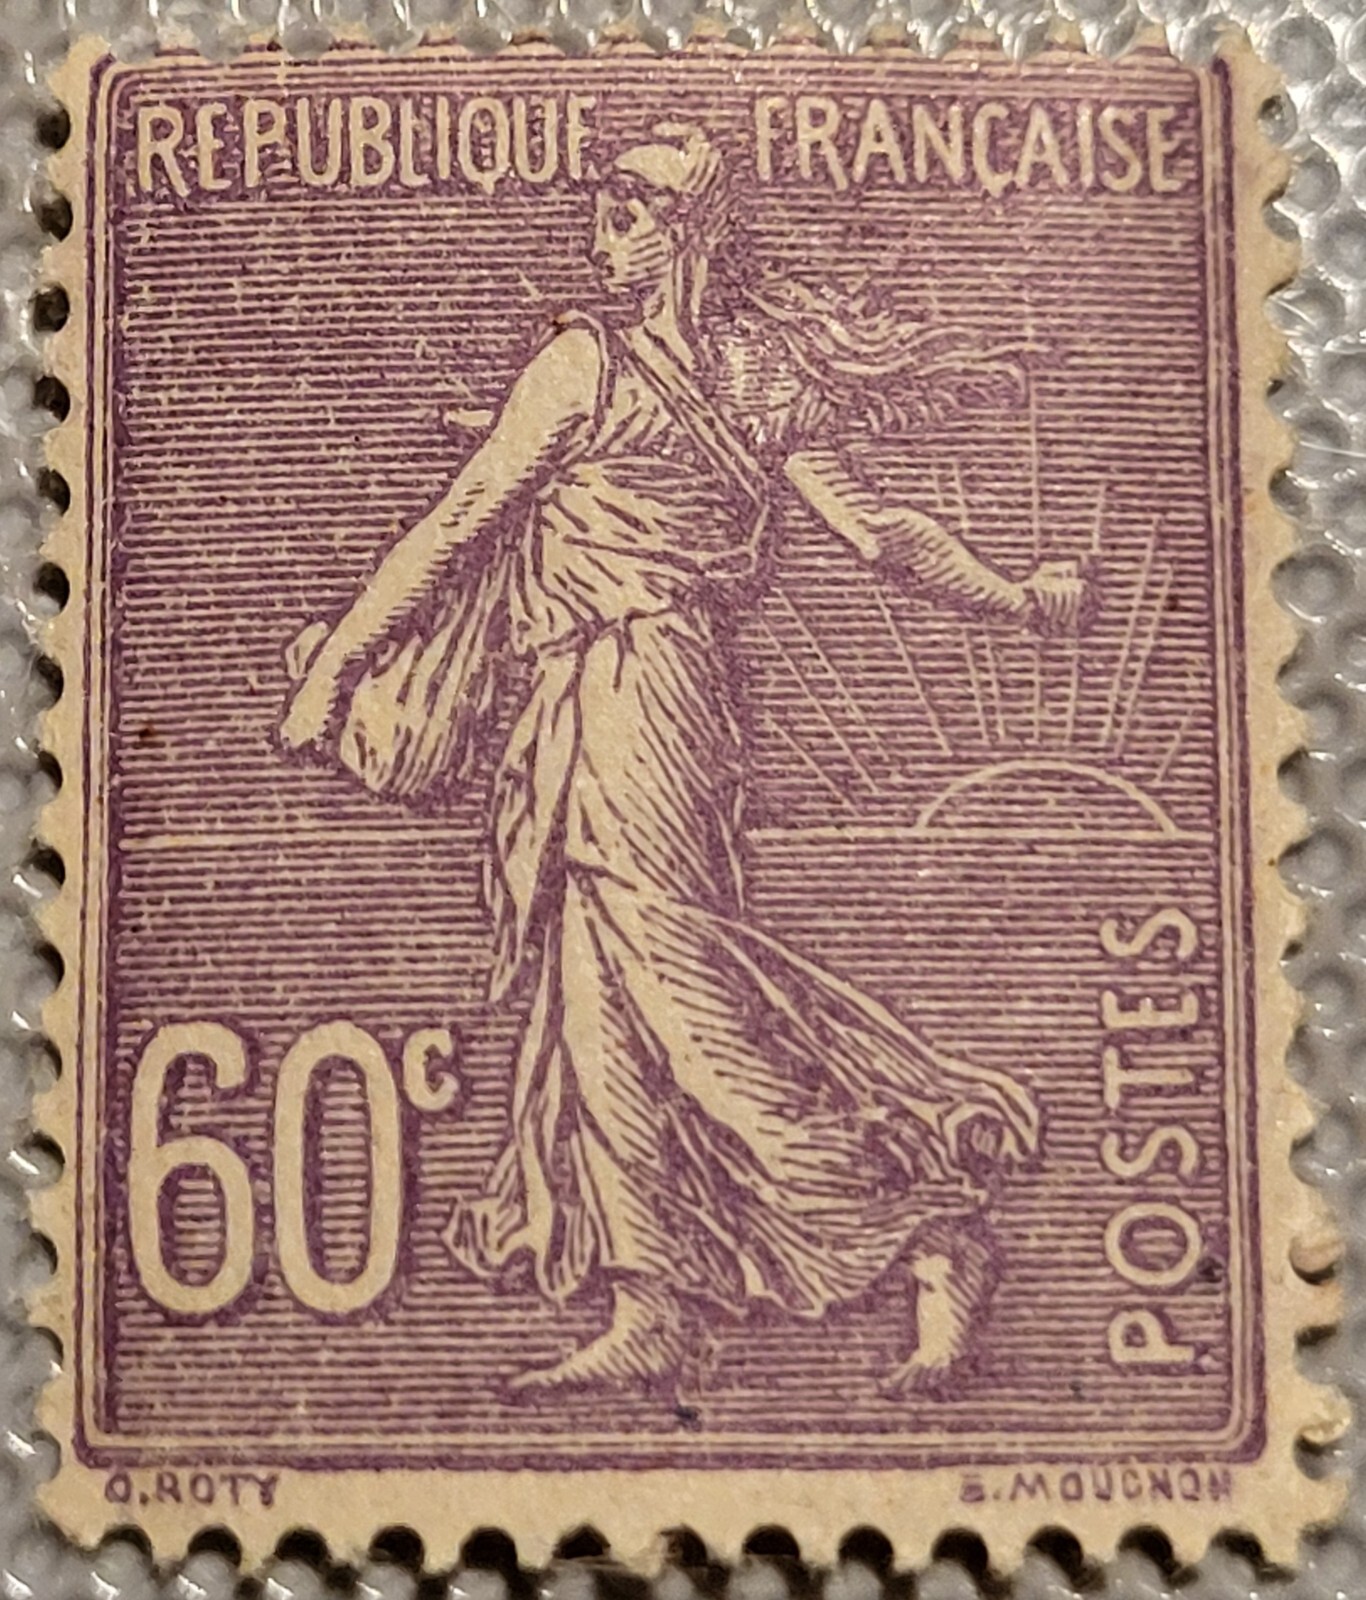 REPUBLIQUE FRANÇAISE
60c
POSTES
O. ROTY
E. MOUCHON